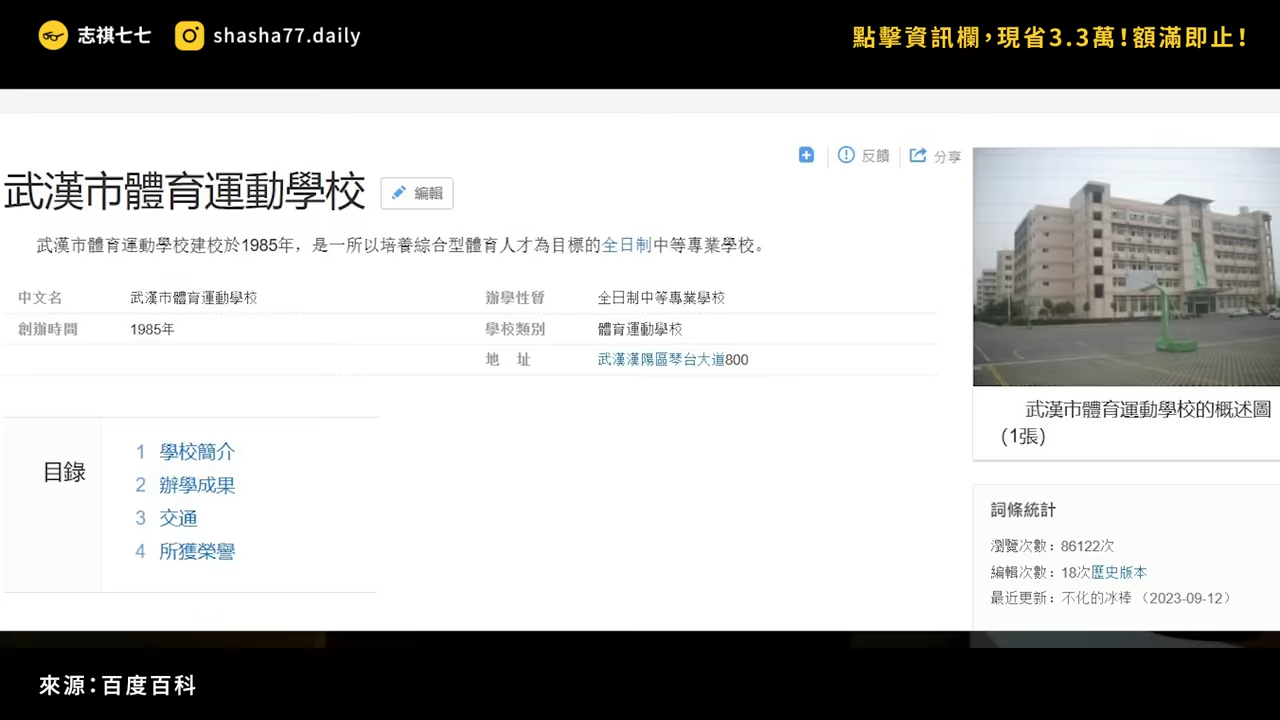 志祺七七 shasha77.daily 點擊資訊欄，現省3.3萬！額滿即止！
反饋 分享
武漢市體育運動學校 編輯
武漢市體育運動學校建校於1985年，是一所以培養綜合型體育人才為目標的全日制中等專業學校。
中文名 武漢市體育運動學校 辦學性質 全日制中等專業學校
創辦時間 1985年 學校類別 體育運動學校
地 址 武漢漢陽區琴台大道800
目錄
1 學校簡介
2 辦學成果
3 交通
4 所獲榮譽
武漢市體育運動學校的概述圖
(1張)
詞條統計
瀏覽次數：86122次
編輯次數：18次歷史版本
最近更新：不化的冰棒（2023-09-12）
來源：百度百科